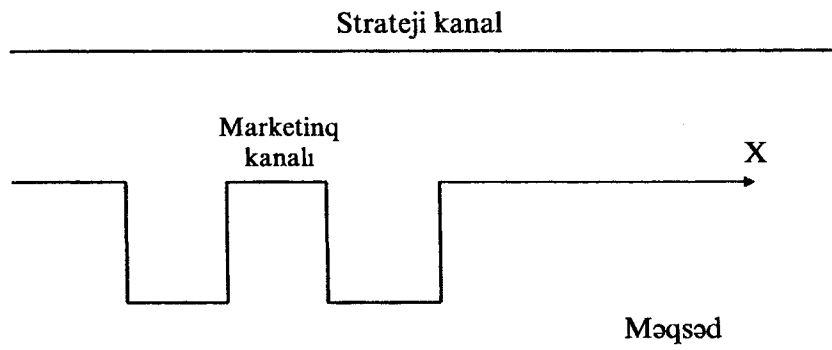 Strateji kanal
Marketinq
kanalı
X
Məqsəd